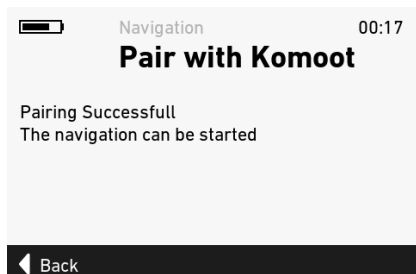 Navigation
00:17
Pair with Komoot
Pairing Successfull
The navigation can be started
Back